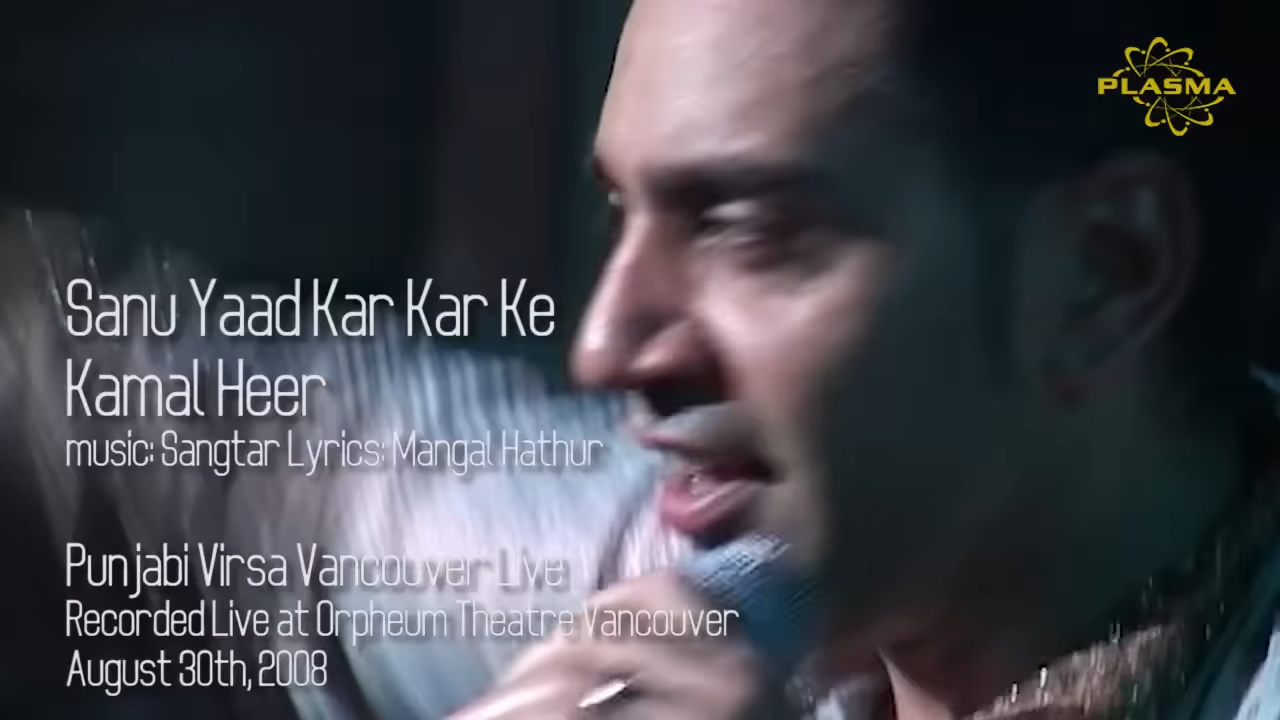 PLASMA
Sanu Yaad Kar Kar Ke
Kamal Heer
music: Sangtar Lyrics: Mangal Hathur
Punjabi Virsa Vancouver Live
Recorded Live at Orpheum Theatre Vancouver
August 30th, 2008